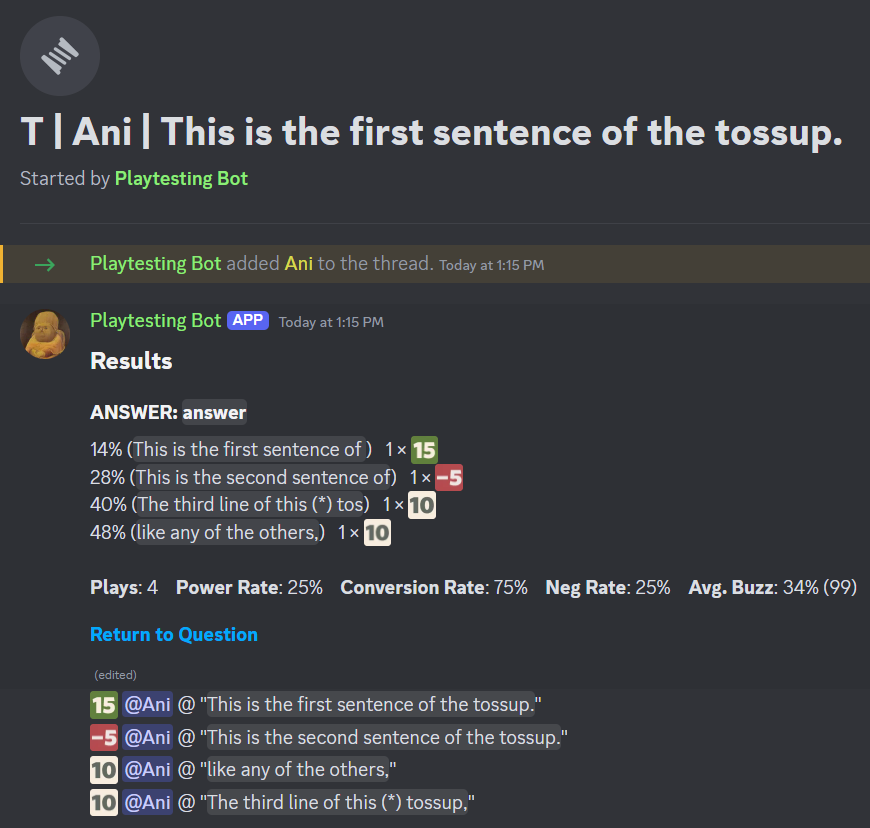 T | Ani | This is the first sentence of the tossup.
Started by Playtesting Bot
Playtesting Bot added Ani to the thread. Today at 1:15 PM
Playtesting Bot APP Today at 1:15 PM
Results
ANSWER: answer
14% (This is the first sentence of ) 1 × 15
28% (This is the second sentence of) 1 × -5
40% (The third line of this (*) tos) 1 × 10
48% (like any of the others,) 1 × 10
Plays: 4 Power Rate: 25% Conversion Rate: 75% Neg Rate: 25% Avg. Buzz: 34% (99)
Return to Question
(edited)
15 @Ani @ "This is the first sentence of the tossup."
-5 @Ani @ "This is the second sentence of the tossup."
10 @Ani @ "like any of the others,"
10 @Ani @ "The third line of this (*) tossup,"